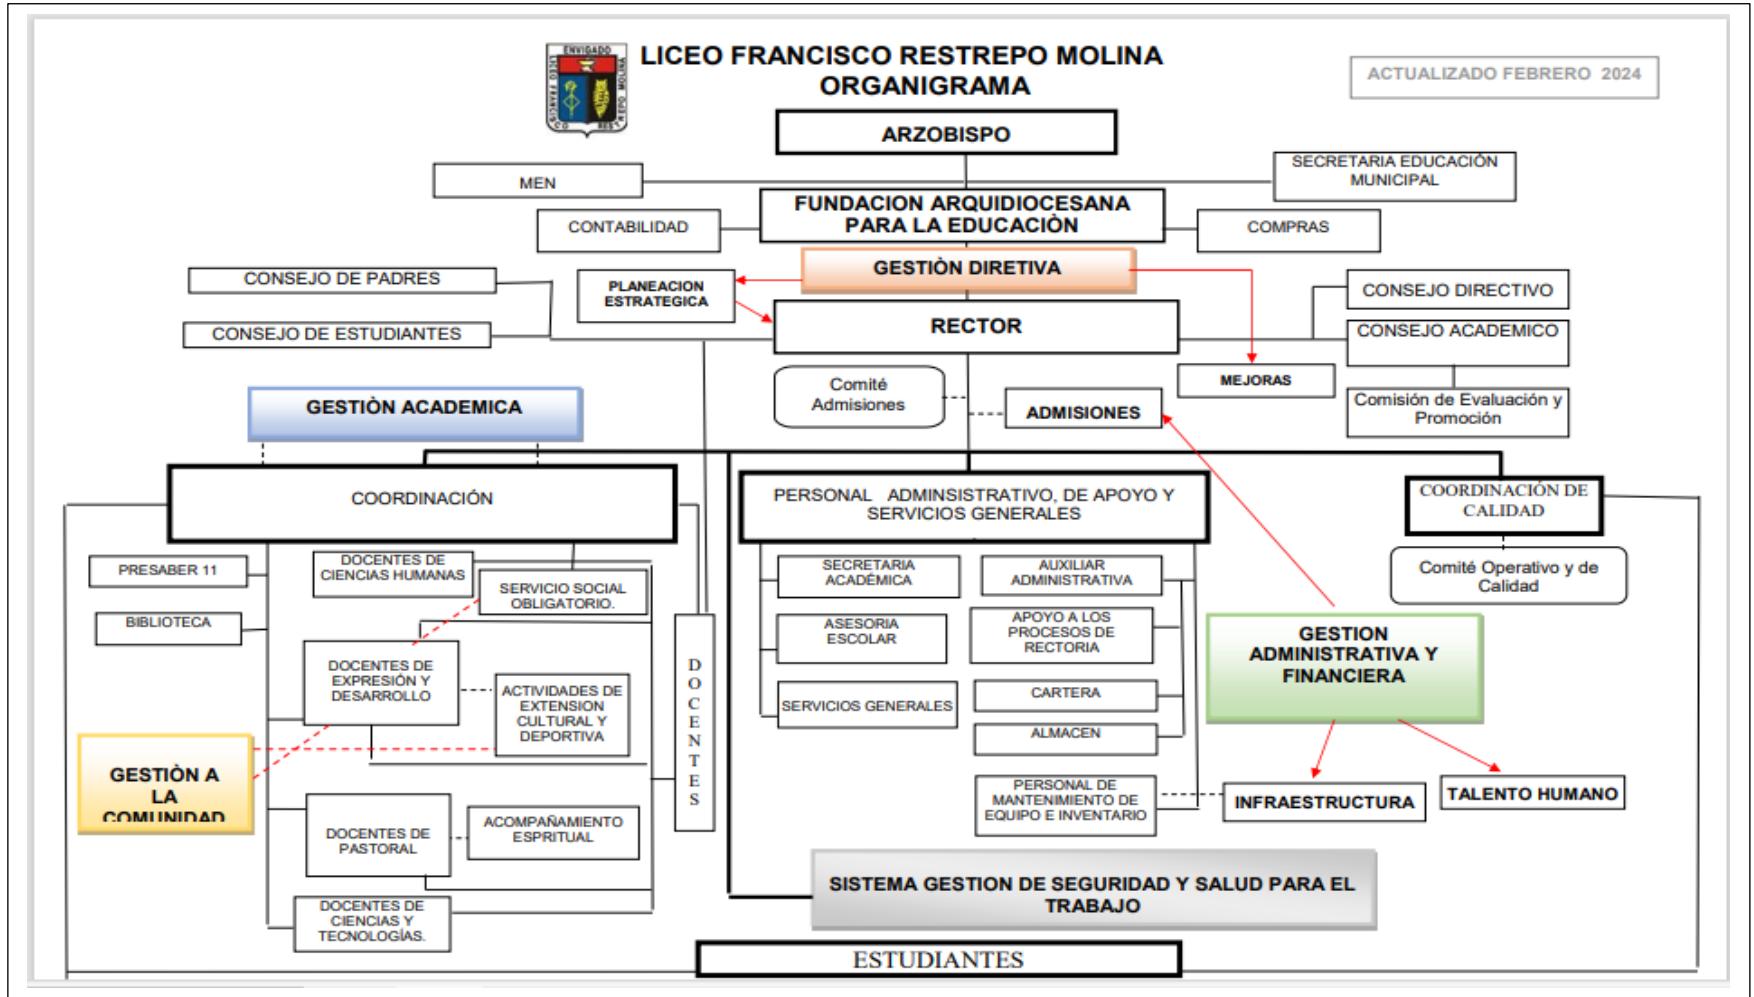 ENVIGADO
LICEO FRANCISCO RESTREPO MOLINA
LICEO FRANCISCO RESTREPO MOLINA
ORGANIGRAMA
ACTUALIZADO FEBRERO 2024
ARZOBISPO
MEN
SECRETARIA EDUCACIÓN
MUNICIPAL
FUNDACION ARQUIDIOCESANA
PARA LA EDUCACIÒN
CONTABILIDAD
COMPRAS
GESTIÒN DIRETIVA
CONSEJO DE PADRES
PLANEACION
ESTRATEGICA
CONSEJO DIRECTIVO
CONSEJO DE ESTUDIANTES
RECTOR
CONSEJO ACADEMICO
Comité
Admisiones
MEJORAS
ADMISIONES
Comisión de Evaluación y
Promoción
GESTIÒN ACADEMICA
COORDINACIÓN
PERSONAL ADMINSISTRATIVO, DE APOYO Y
SERVICIOS GENERALES
COORDINACIÓN DE
CALIDAD
PRESABER 11
DOCENTES DE
CIENCIAS HUMANAS
SERVICIO SOCIAL
OBLIGATORIO.
SECRETARIA
ACADÉMICA
AUXILIAR
ADMINISTRATIVA
Comité Operativo y de
Calidad
BIBLIOTECA
ASESORIA
ESCOLAR
APOYO A LOS
PROCESOS DE
RECTORIA
GESTION
ADMINISTRATIVA Y
FINANCIERA
DOCENTES DE
EXPRESIÓN Y
DESARROLLO
ACTIVIDADES DE
EXTENSION
CULTURAL Y
DEPORTIVA
D
O
C
E
N
T
E
S
SERVICIOS GENERALES
CARTERA
ALMACEN
GESTIÒN A
LA
COMUNIDAD
PERSONAL DE
MANTENIMIENTO DE
EQUIPO E INVENTARIO
INFRAESTRUCTURA
TALENTO HUMANO
DOCENTES DE
PASTORAL
ACOMPAÑAMIENTO
ESPRITUAL
SISTEMA GESTION DE SEGURIDAD Y SALUD PARA EL
TRABAJO
DOCENTES DE
CIENCIAS Y
TECNOLOGÍAS.
ESTUDIANTES